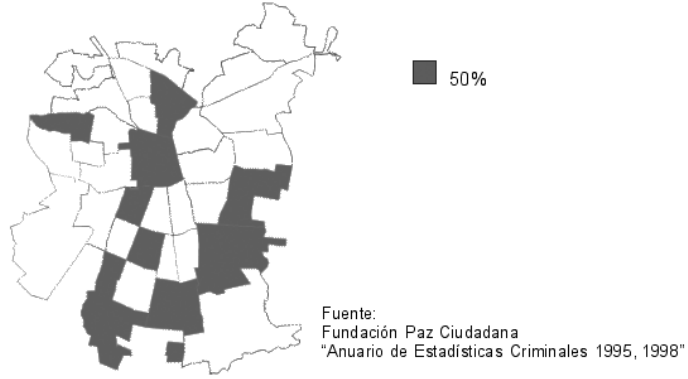 50%
Fuente:
Fundación Paz Ciudadana
"Anuario de Estadísticas Criminales 1995, 1998"